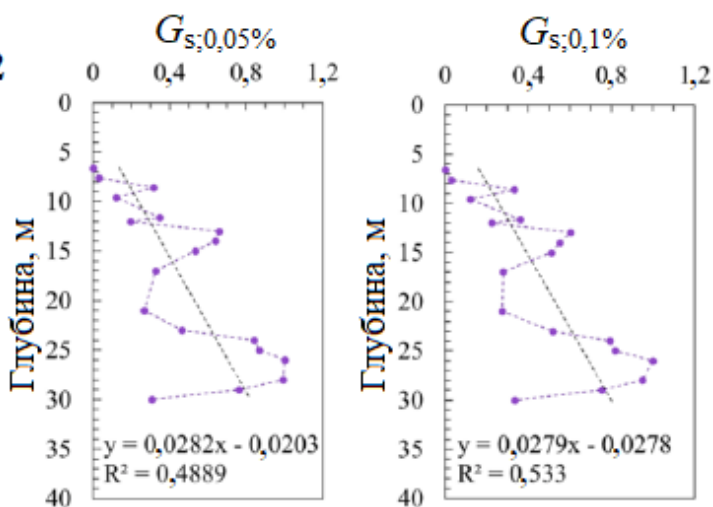 2
G s;0,05%
0 0,4 0,8 1,2
Глубина, м
0
5
10
15
20
25
30
35
40
y = 0,0282x - 0,0203
R² = 0,4889
G s;0,1%
0 0,4 0,8 1,2
Глубина, м
0
5
10
15
20
25
30
35
40
y = 0,0279x - 0,0278
R² = 0,533